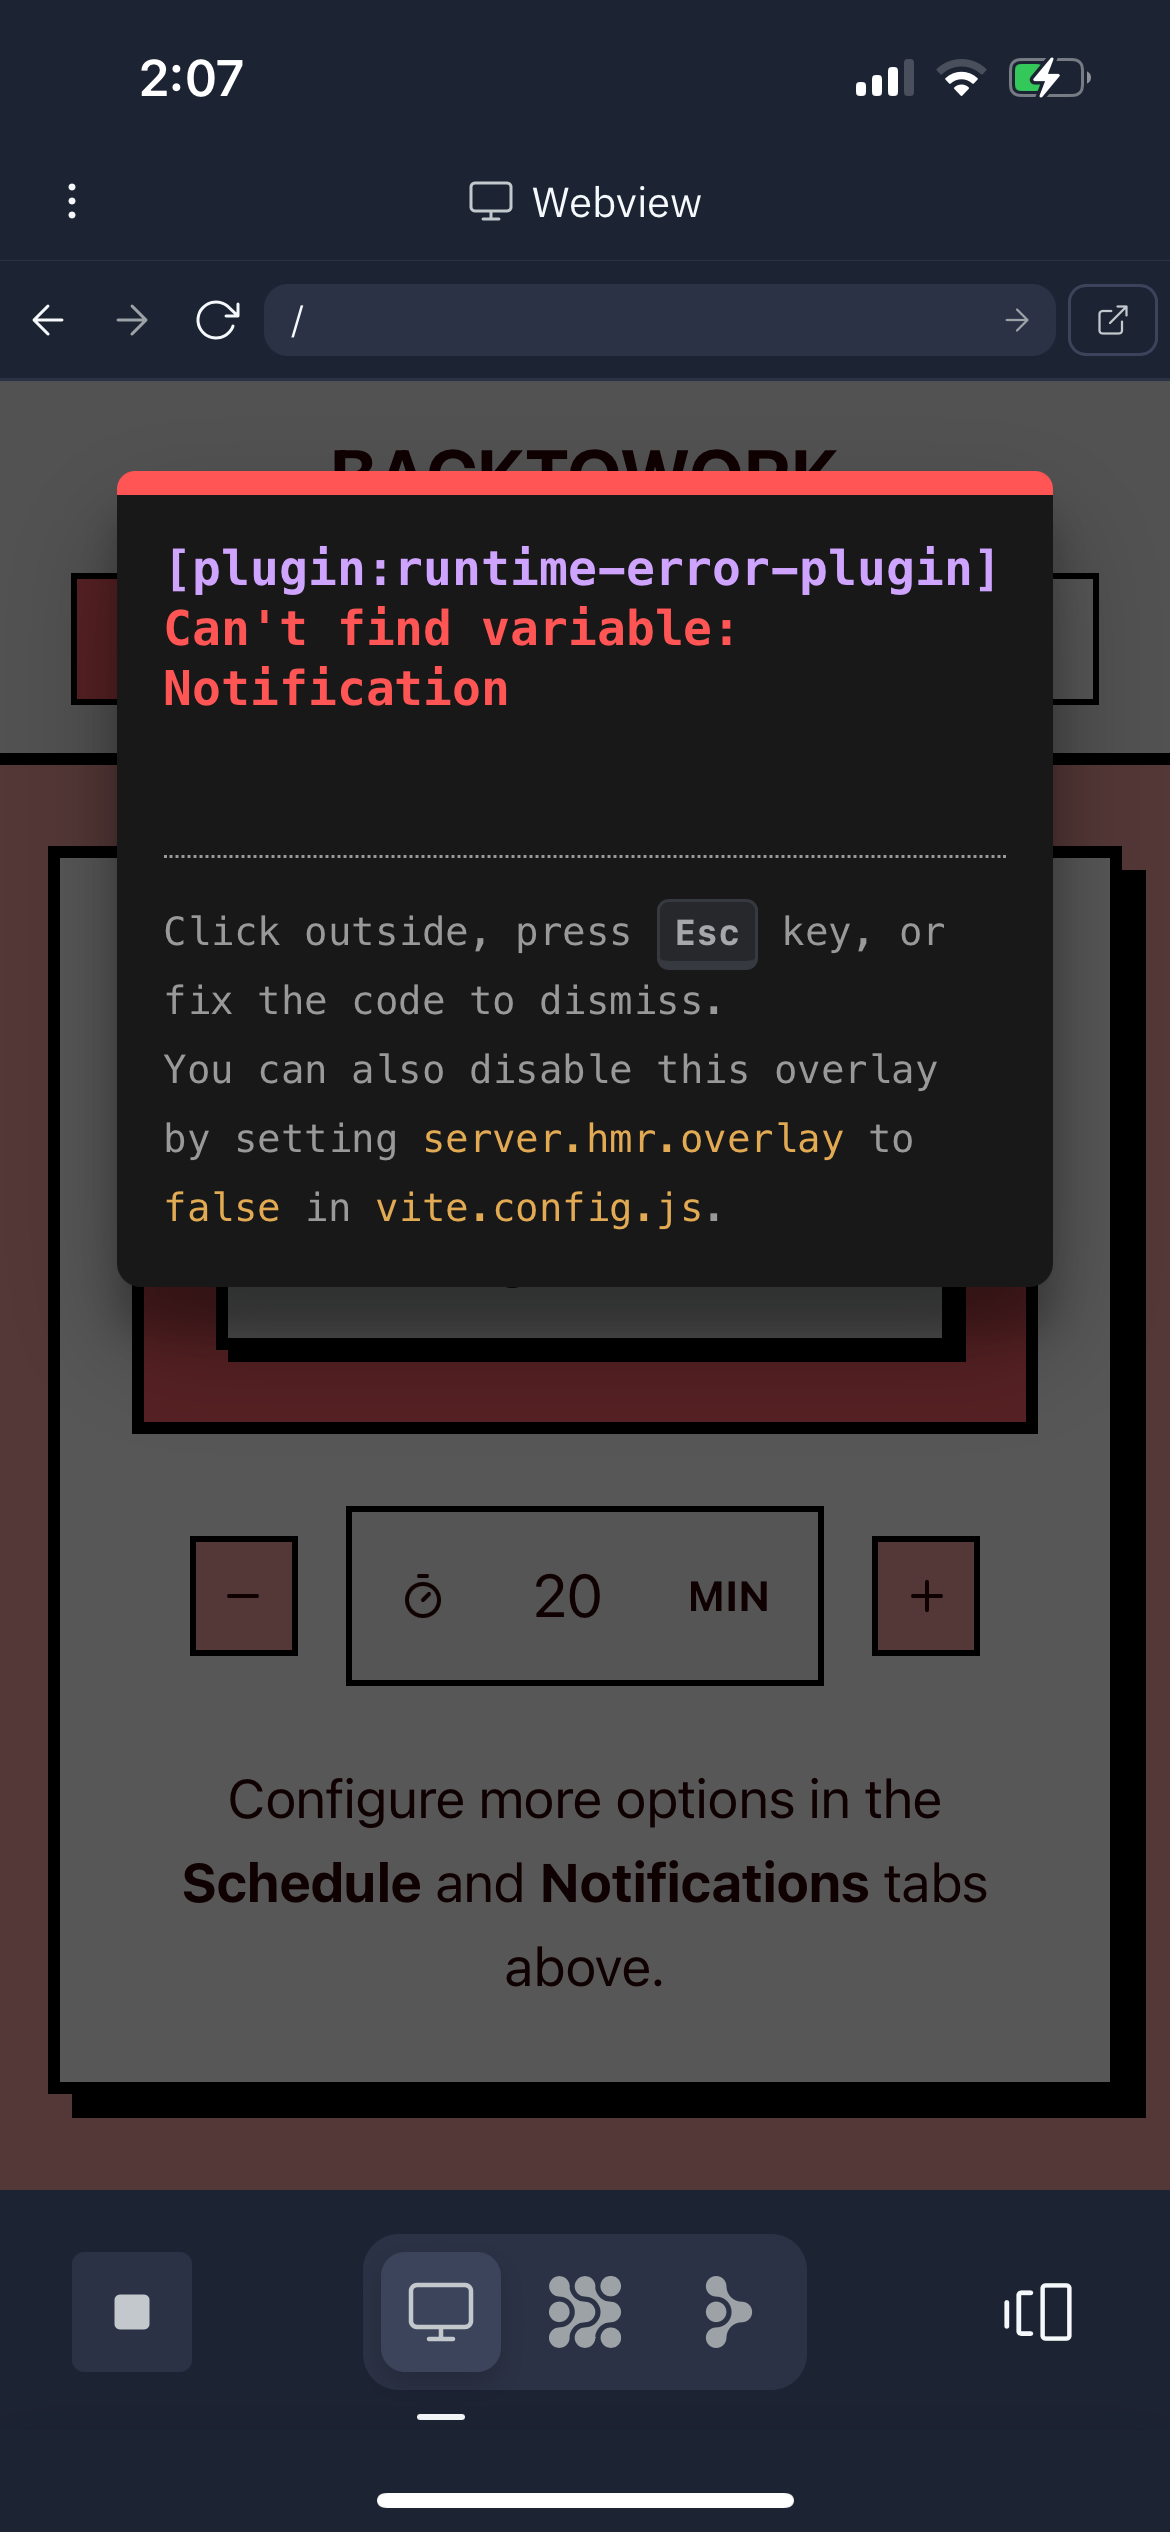 2:07
Webview
/
BACKTOWORK
[plugin:runtime-error-plugin]
Can't find variable:
Notification
Click outside, press Esc key, or
fix the code to dismiss.
You can also disable this overlay
by setting server.hmr.overlay to
false in vite.config.js.
20 MIN
Configure more options in the
Schedule and Notifications tabs
above.